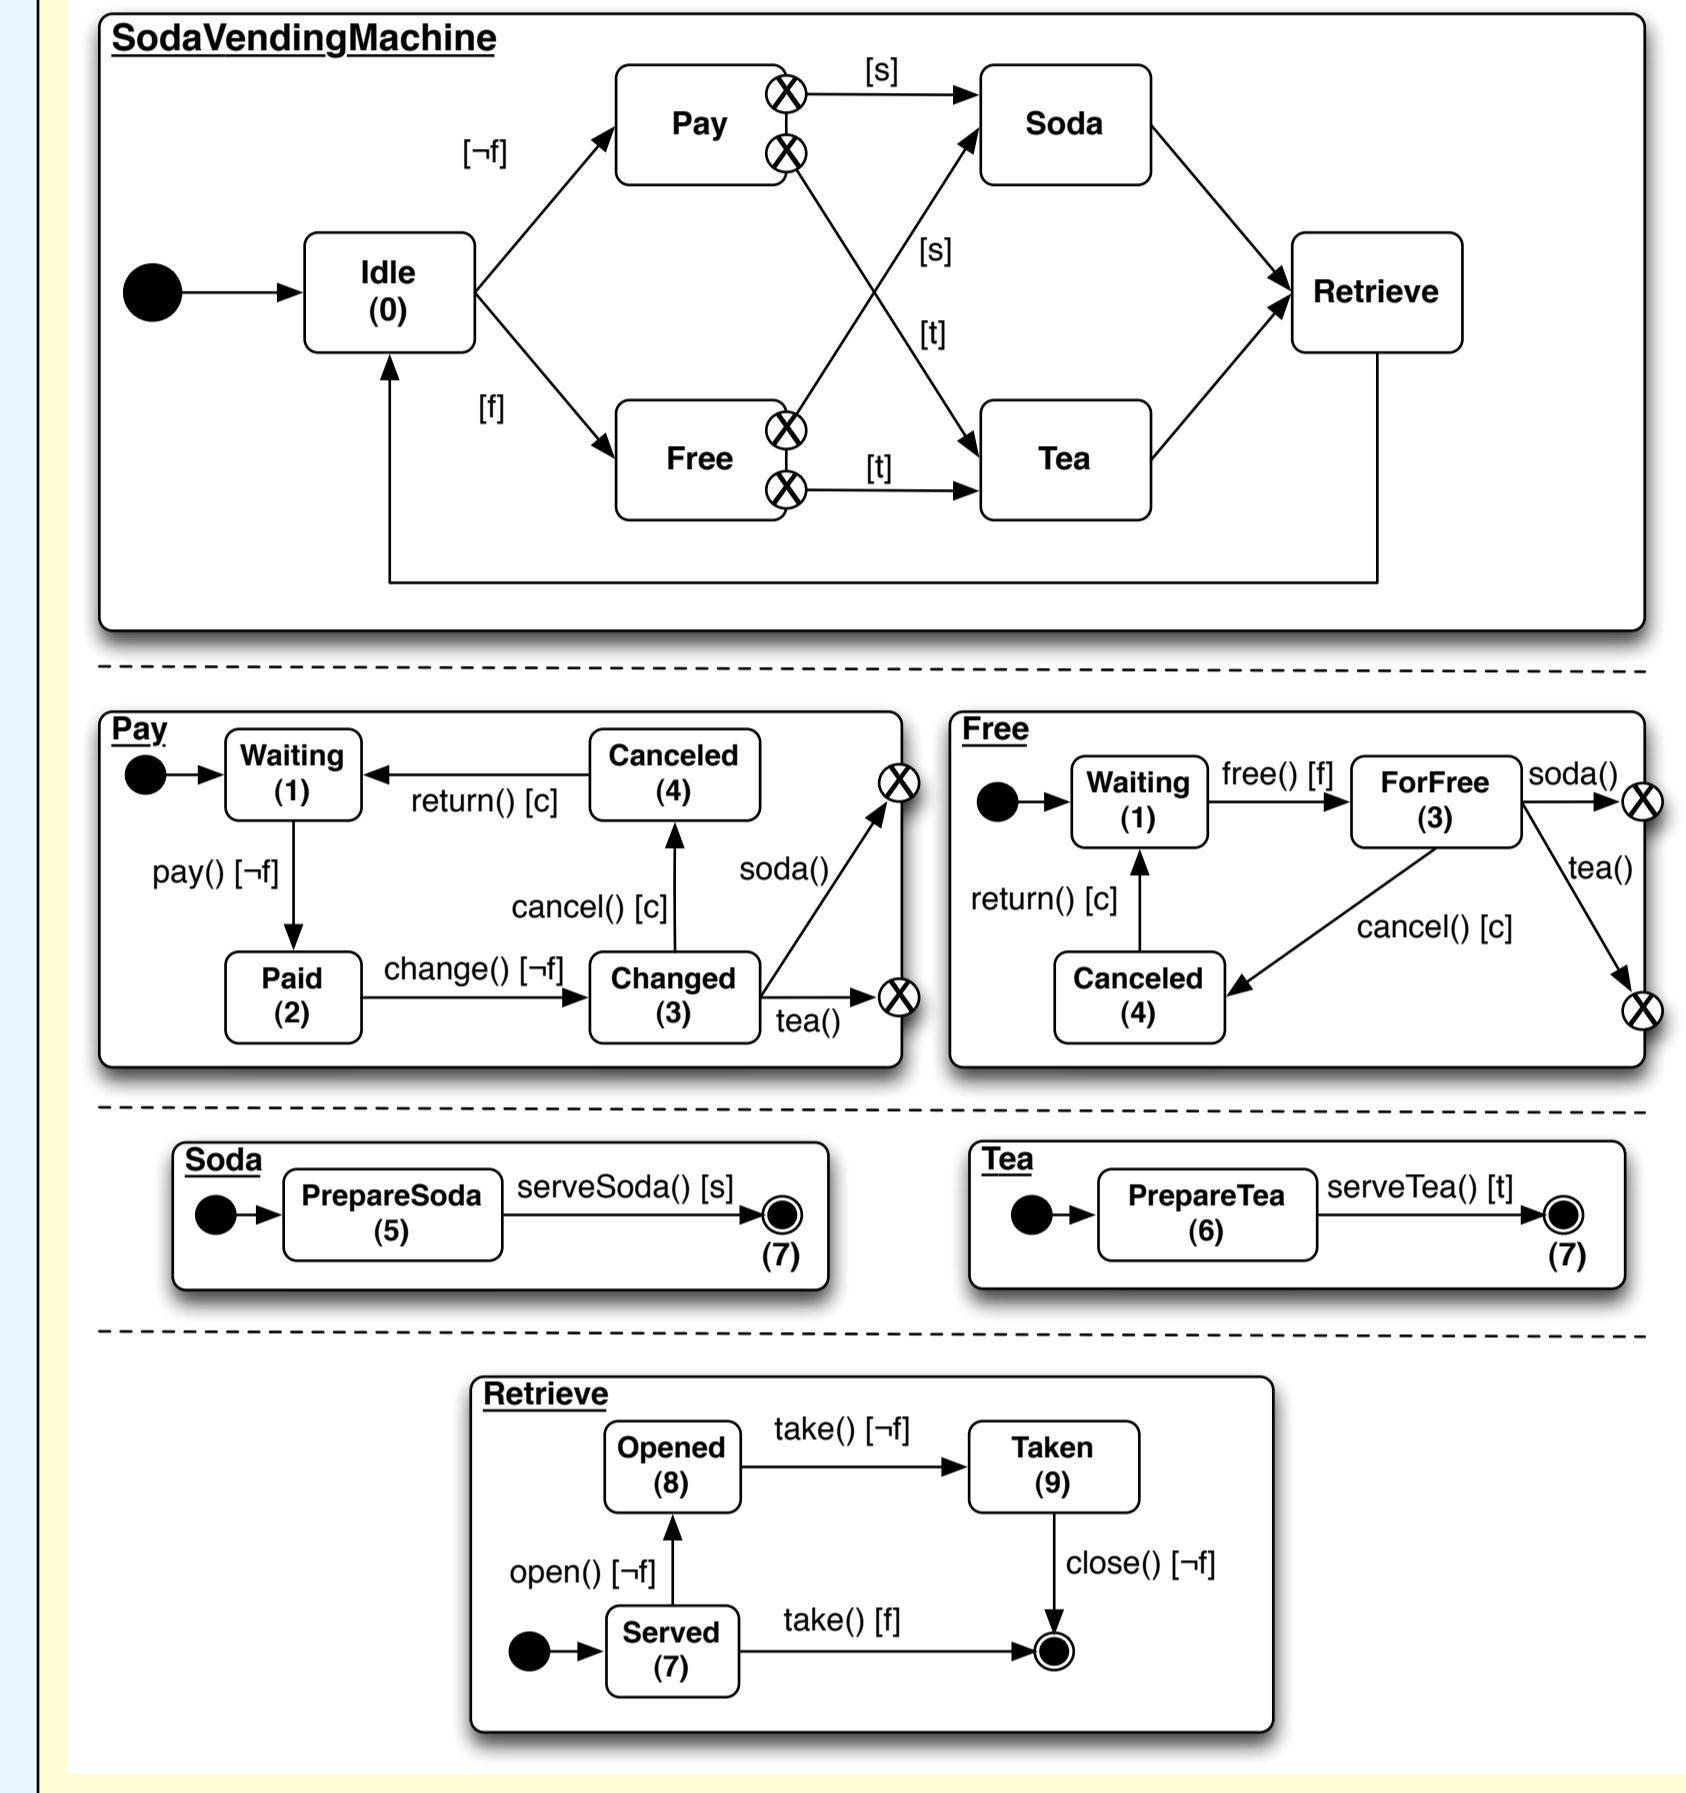 SodaVendingMachine
[s]
Pay
Soda
[¬f]
Idle
(0)
[s]
Retrieve
[t]
[f]
Free
[t]
Tea
Pay
Waiting
(1)
Canceled
(4)
return() [c]
pay() [¬f]
soda()
cancel() [c]
Paid
(2)
change() [¬f]
Changed
(3)
tea()
Free
Waiting
(1)
free() [f]
ForFree
(3)
soda()
tea()
return() [c]
cancel() [c]
Canceled
(4)
Soda
PrepareSoda
(5)
serveSoda() [s]
(7)
Tea
PrepareTea
(6)
serveTea() [t]
(7)
Retrieve
Opened
(8)
take() [¬f]
Taken
(9)
open() [¬f]
close() [¬f]
Served
(7)
take() [f]